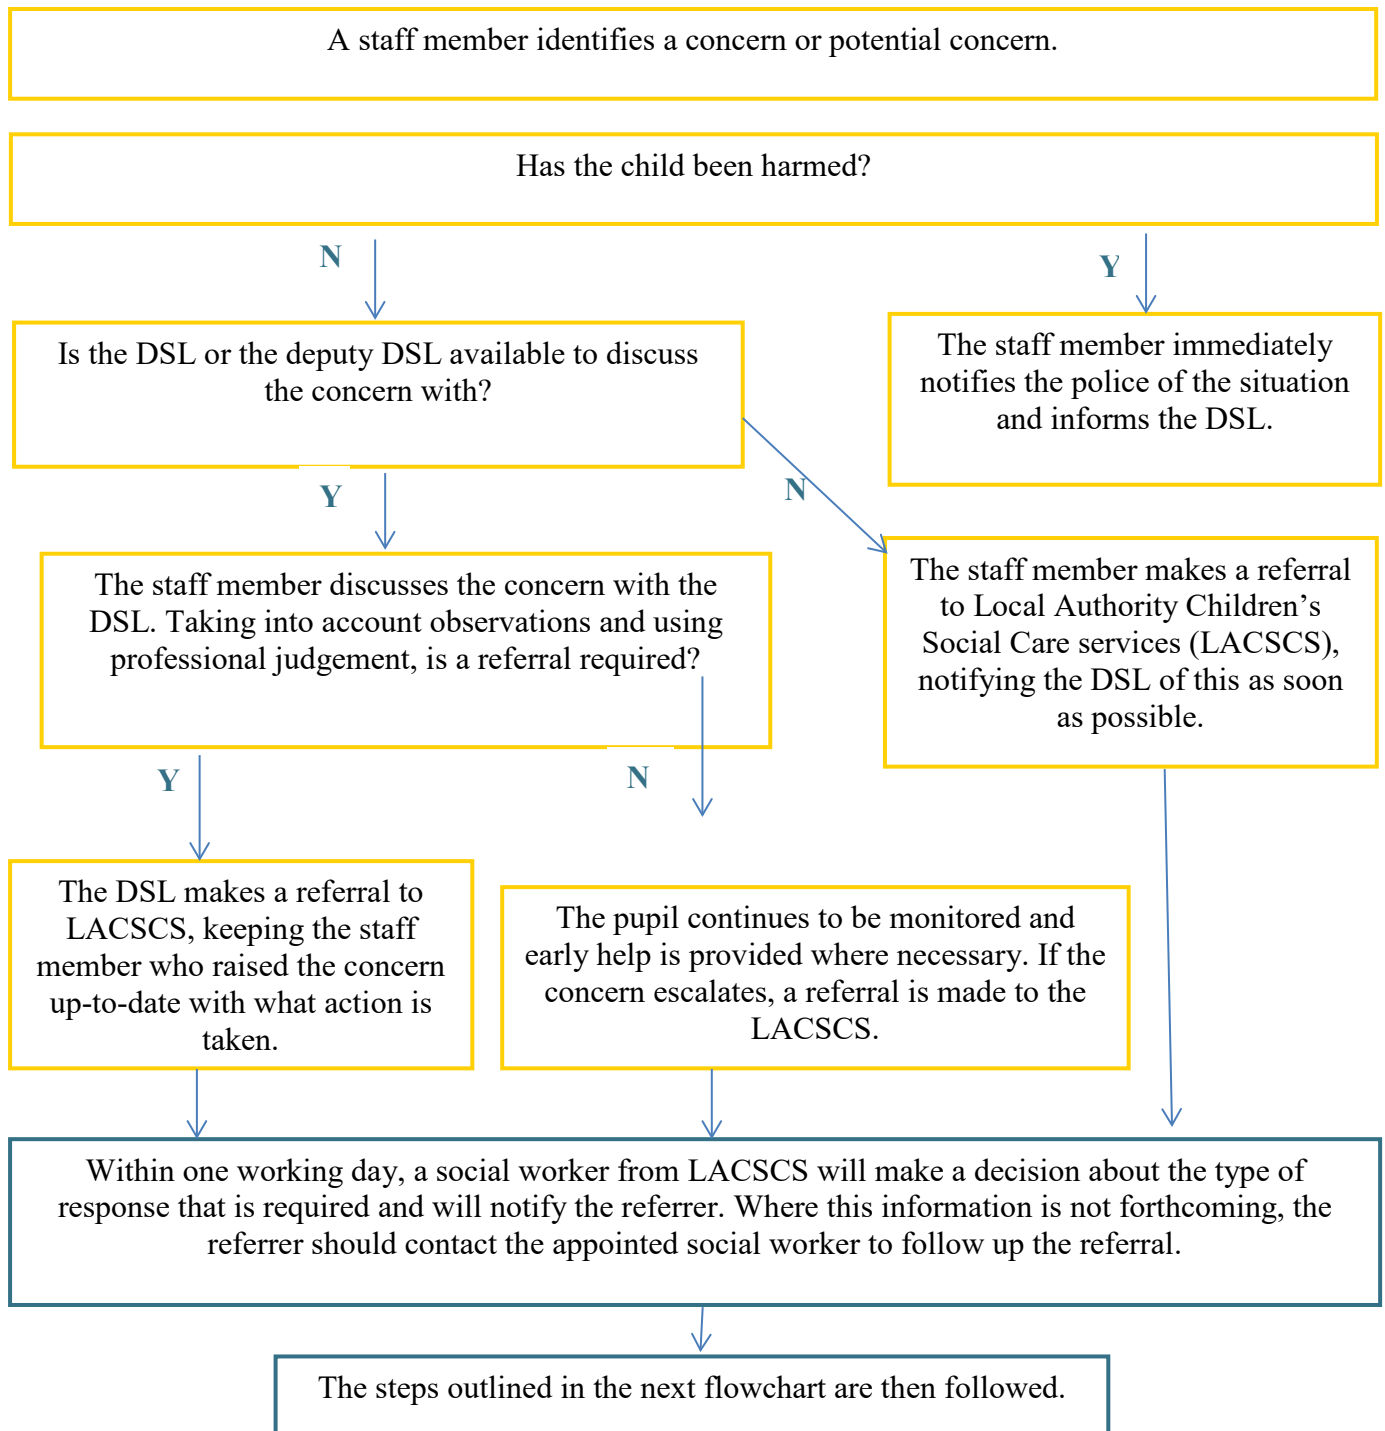 A staff member identifies a concern or potential concern.
Has the child been harmed?
N
Y
Is the DSL or the deputy DSL available to discuss
the concern with?
The staff member immediately
notifies the police of the situation
and informs the DSL.
Y
N
The staff member discusses the concern with the
DSL. Taking into account observations and using
professional judgement, is a referral required?
The staff member makes a referral
to Local Authority Children’s
Social Care services (LACSCS),
notifying the DSL of this as soon
as possible.
Y
N
The DSL makes a referral to
LACSCS, keeping the staff
member who raised the concern
up-to-date with what action is
taken.
The pupil continues to be monitored and
early help is provided where necessary. If the
concern escalates, a referral is made to the
LACSCS.
Within one working day, a social worker from LACSCS will make a decision about the type of
response that is required and will notify the referrer. Where this information is not forthcoming, the
referrer should contact the appointed social worker to follow up the referral.
The steps outlined in the next flowchart are then followed.